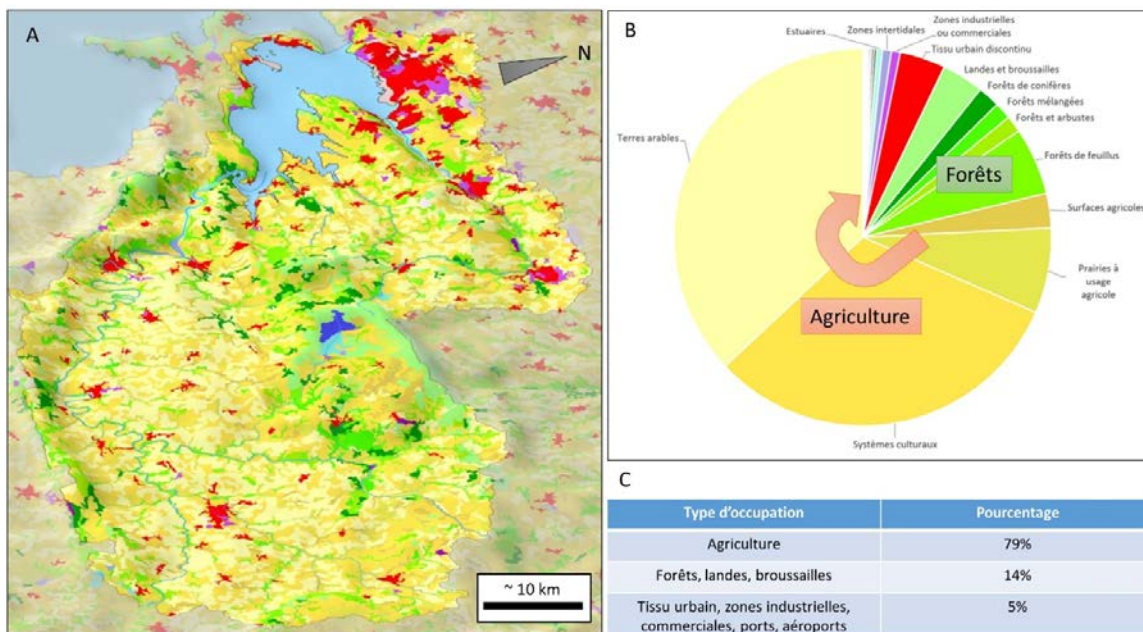 A
N
~ 10 km
B
Estuaires
Zones intertidales
Zones industrielles
ou commerciales
Tissu urbain discontinu
Landes et broussailles
Forêts de conifères
Forêts mélangées
Forêts et arbustes
Terres arables
Forêts de feuillus
Forêts
Surfaces agricoles
Prairies à
usage
agricole
Agriculture
Systèmes culturaux
C
Type d'occupation Pourcentage
Agriculture 79%
Forêts, landes, broussailles 14%
Tissu urbain, zones industrielles, 5%
commerciales, ports, aéroports